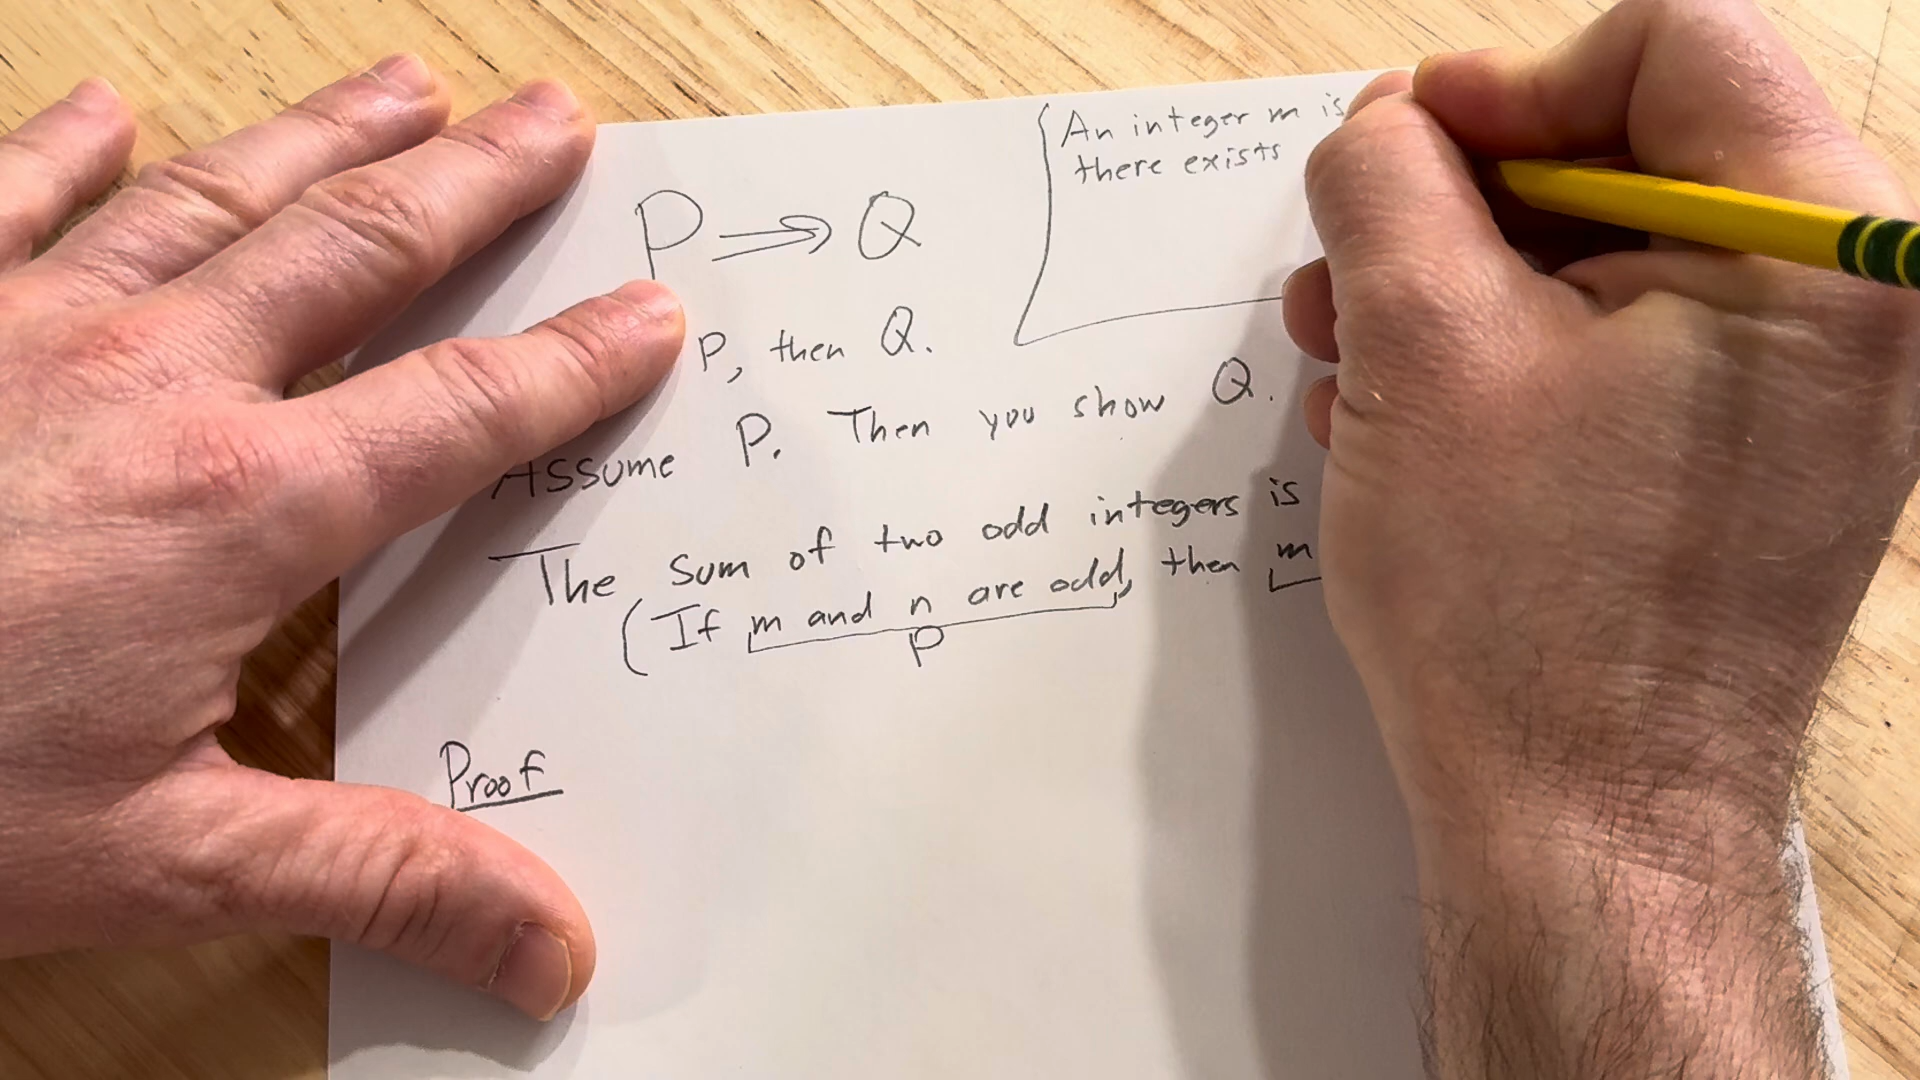 An integer m is
there exists
P ⟹ Q
P, then Q.
Assume P. Then you show Q.
The sum of two odd integers is
(If m and n are odd, then m
P
Proof